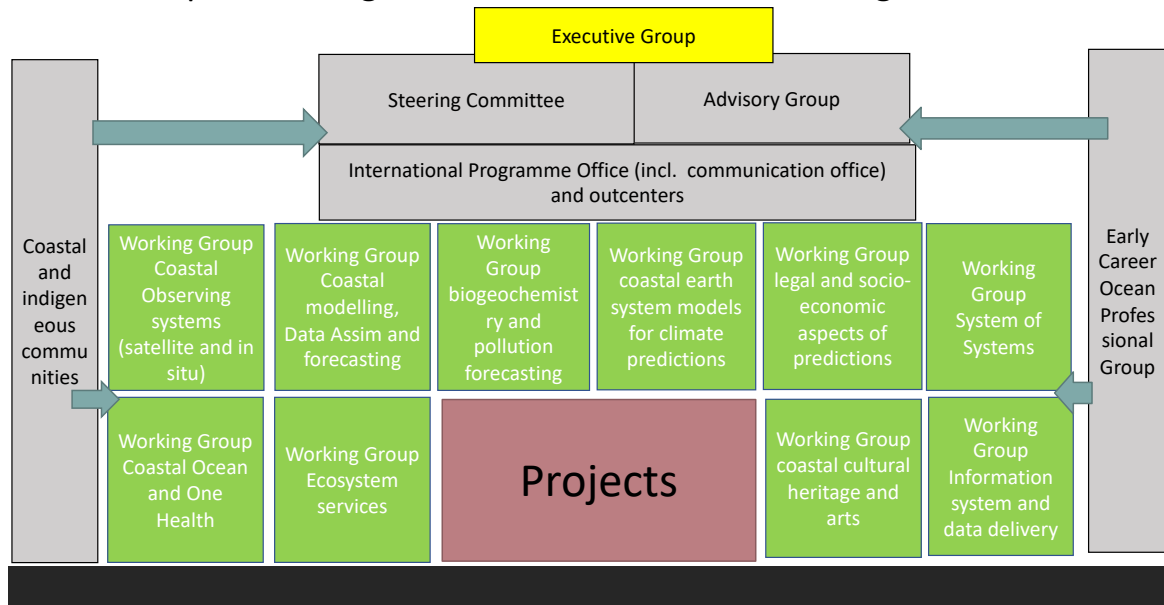 Executive Group
Steering Committee
Advisory Group
International Programme Office (incl. communication office)
and outcenters
Coastal
and
indigen
eous
commu
nities
Working Group
Coastal
Observing
systems
(satellite and in
situ)
Working Group
Coastal
modelling,
Data Assim and
forecasting
Working
Group
biogeochemist
ry and
pollution
forecasting
Working Group
coastal earth
system models
for climate
predictions
Working Group
legal and socio-
economic
aspects of
predictions
Working
Group
System of
Systems
Early
Career
Ocean
Profes
sional
Group
Working Group
Coastal Ocean
and One
Health
Working Group
Ecosystem
services
Projects
Working Group
coastal cultural
heritage and
arts
Working
Group
Information
system and
data delivery